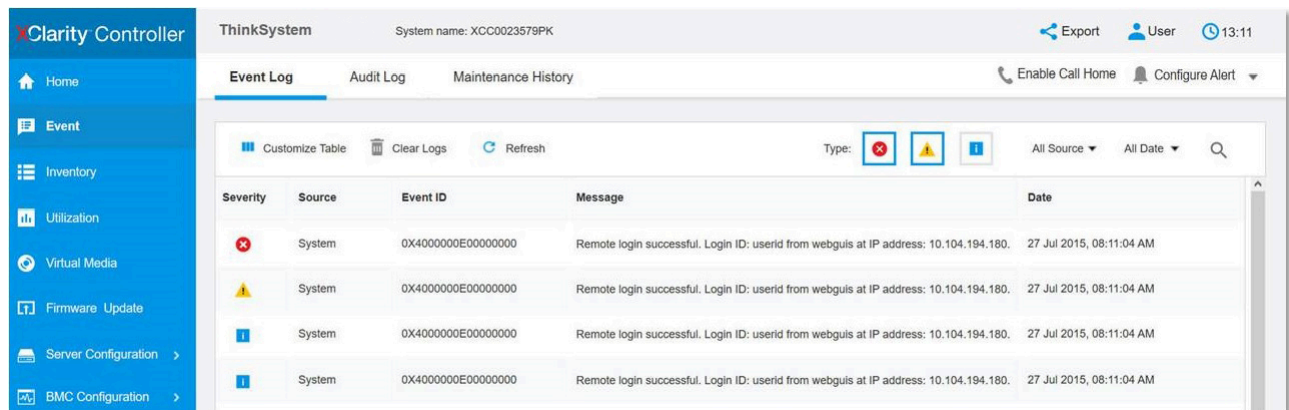 XClarity Controller
ThinkSystem System name: XCC0023579PK Export User 13:11
Home
Event Log Audit Log Maintenance History Enable Call Home Configure Alert
Event
Customize Table Clear Logs Refresh Type: All Source All Date
Inventory
Severity Source Event ID Message Date
Utilization
System 0X4000000E00000000 Remote login successful. Login ID: userid from webguis at IP address: 10.104.194.180. 27 Jul 2015, 08:11:04 AM
Virtual Media
System 0X4000000E00000000 Remote login successful. Login ID: userid from webguis at IP address: 10.104.194.180. 27 Jul 2015, 08:11:04 AM
Firmware Update
System 0X4000000E00000000 Remote login successful. Login ID: userid from webguis at IP address: 10.104.194.180. 27 Jul 2015, 08:11:04 AM
Server Configuration
System 0X4000000E00000000 Remote login successful. Login ID: userid from webguis at IP address: 10.104.194.180. 27 Jul 2015, 08:11:04 AM
BMC Configuration